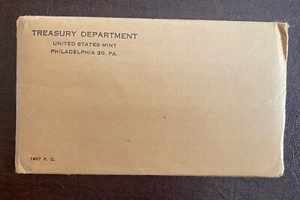 TREASURY DEPARTMENT
UNITED STATES MINT
PHILADELPHIA 30, PA.
1957 P. C.